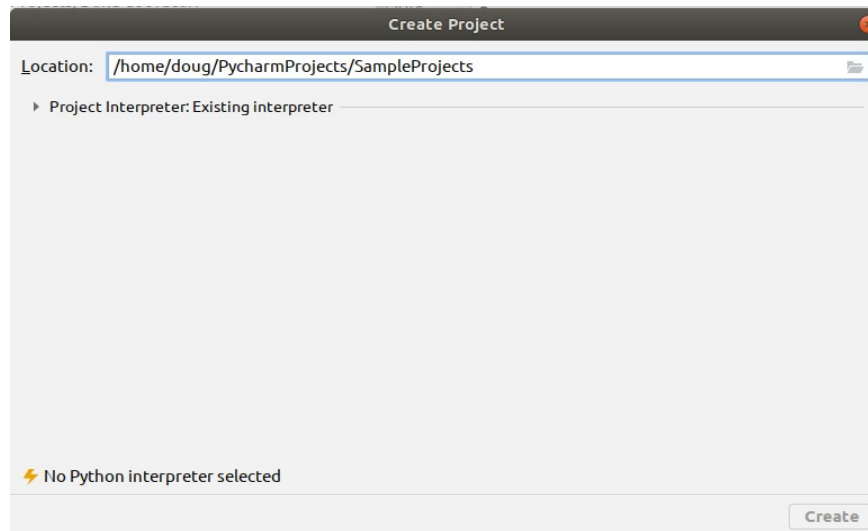 Create Project
Location: /home/doug/PycharmProjects/SampleProjects
Project Interpreter: Existing interpreter
No Python interpreter selected
Create